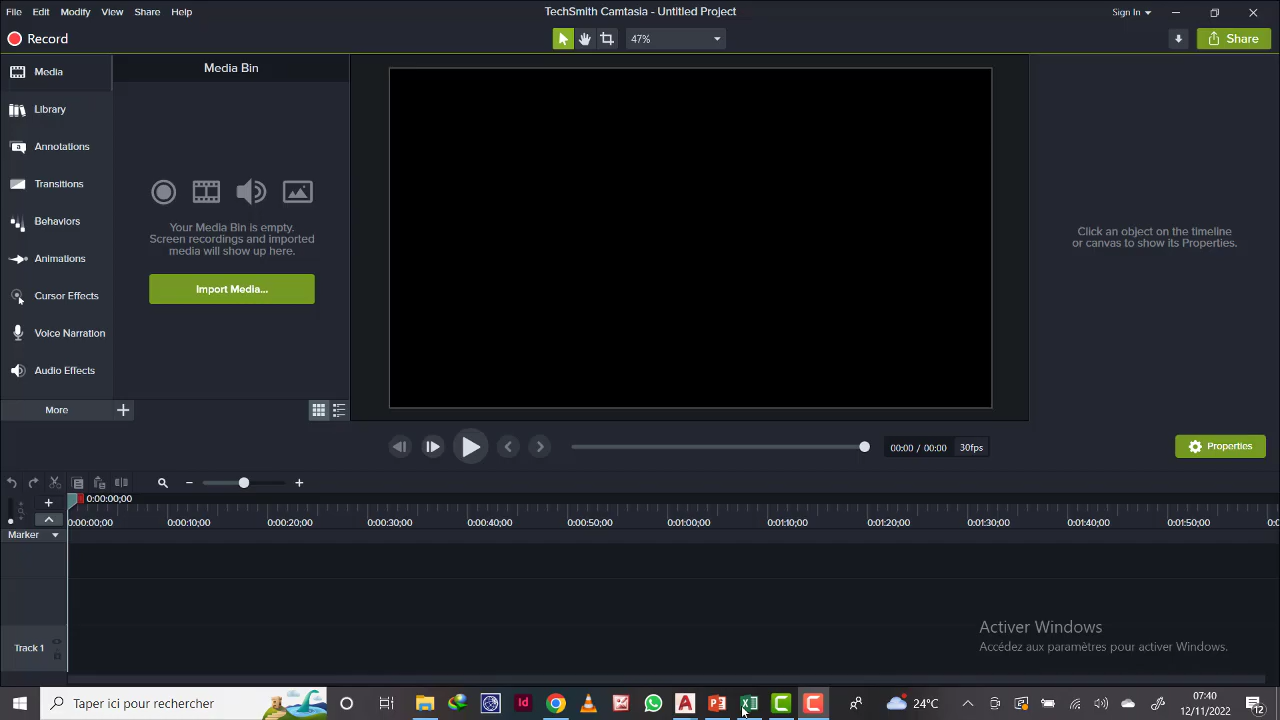 File Edit Modify View Share Help
TechSmith Camtasia - Untitled Project
Sign In
Record
47%
Share
Media
Library
Annotations
Transitions
Behaviors
Animations
Cursor Effects
Voice Narration
Audio Effects
More
Media Bin
Your Media Bin is empty.
Screen recordings and imported
media will show up here.
Import Media...
Click an object on the timeline
or canvas to show its Properties.
00:00 / 00:00 30fps
Properties
0:00:00;00
0:00:00;00 0:00:10;00 0:00:20;00 0:00:30;00 0:00:40;00 0:00:50;00 0:01:00;00 0:01:10;00 0:01:20;00 0:01:30;00 0:01:40;00 0:01:50;00
Marker
Track 1
Activer Windows
Accédez aux paramètres pour activer Windows.
Taper ici pour rechercher
24°C
07:40
12/11/2022